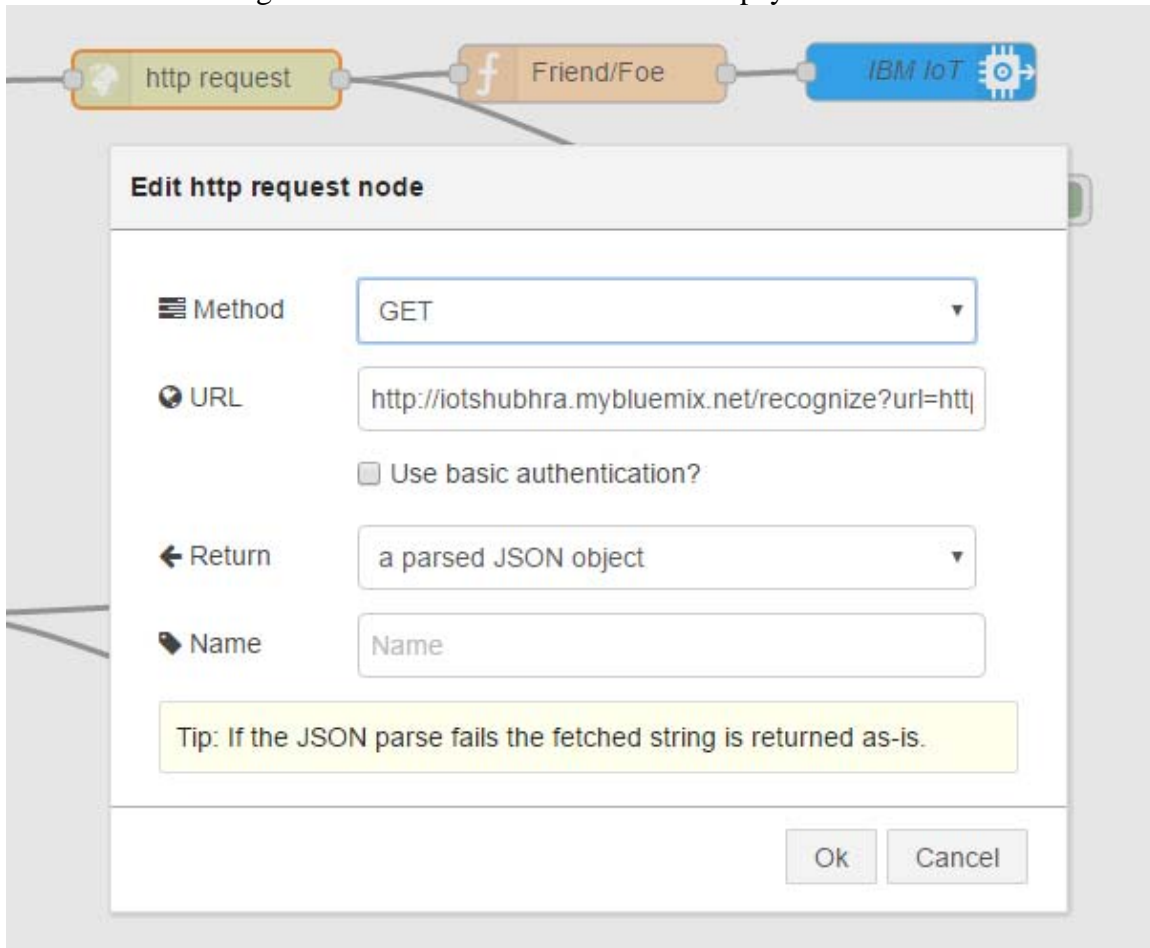 http request
Friend/Foe
IBM IoT
Edit http request node
Method
GET
URL
http://iotshubhra.mybluemix.net/recognize?url=htt
Use basic authentication?
Return
a parsed JSON object
Name
Name
Tip: If the JSON parse fails the fetched string is returned as-is.
Ok
Cancel